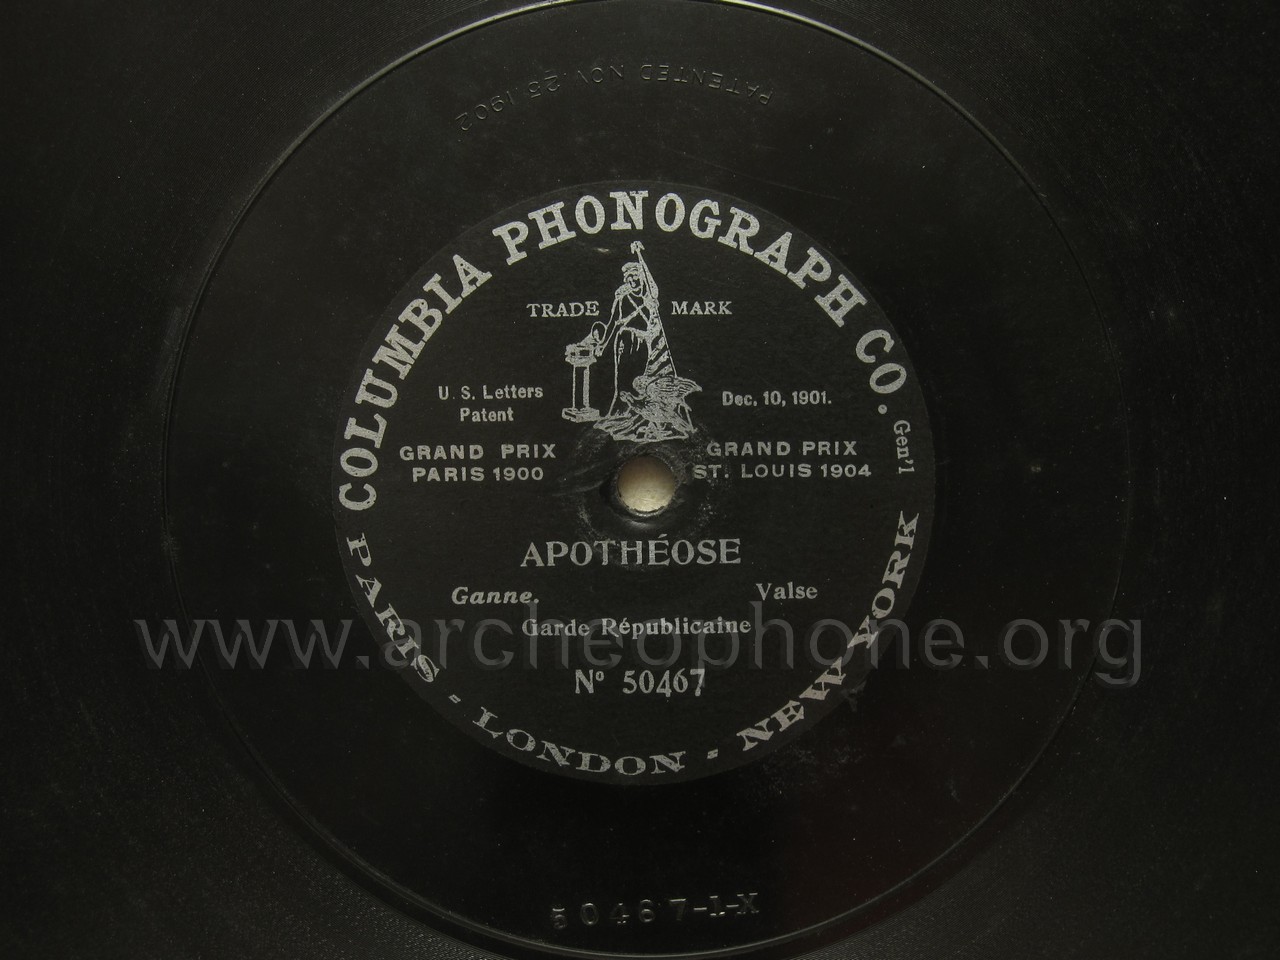 PATENTED NOV. 25. 1902
COLUMBIA PHONOGRAPH CO. Gen'l
TRADE MARK
U. S. Letters Patent
Dec. 10, 1901.
GRAND PRIX
PARIS 1900
GRAND PRIX
ST. LOUIS 1904
APOTHÉOSE
Ganne. Valse
Garde Républicaine
www.archeophone.org
Nº 50467
PARIS - LONDON - NEW YORK
50467-1-X